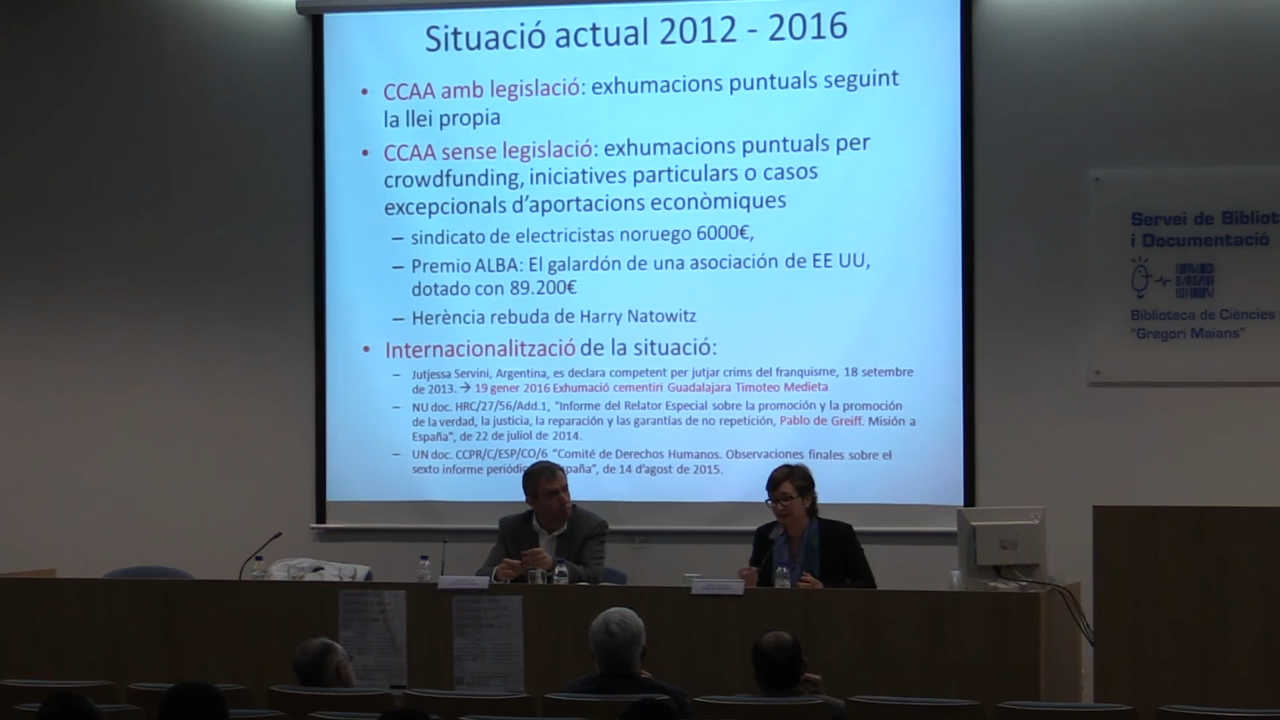 Situació actual 2012 - 2016
• CCAA amb legislació: exhumacions puntuals seguint
la llei propia
• CCAA sense legislació: exhumacions puntuals per
crowdfunding, iniciatives particulars o casos
excepcionals d'aportacions econòmiques
– sindicato de electricistas noruego 6000€,
– Premio ALBA: El galardón de una asociación de EE UU,
dotado con 89.200€
– Herència rebuda de Harry Natowitz
• Internacionalització de la situació:
– Jutjessa Servini, Argentina, es declara competent per jutjar crims del franquisme, 18 setembre
de 2013. → 19 gener 2016 Exhumació cementiri Guadalajara Timoteo Medieta
– NU doc. HRC/27/56/Add.1, "Informe del Relator Especial sobre la promoción y la promoción
de la verdad, la justicia, la reparación y las garantías de no repetición, Pablo de Greiff. Misión a
España", de 22 de juliol de 2014.
– UN doc. CCPR/C/ESP/CO/6 "Comité de Derechos Humanos. Observaciones finales sobre el
sexto informe, de 14 d'agost de 2015.
Servei de Bibliot
i Documentació
Biblioteca de Ciències
"Gregori Maians"